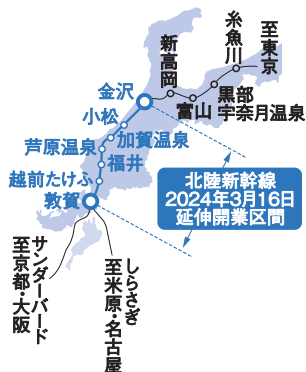 至東京
糸魚川
黒部
宇奈月温泉
富山
新高岡
金沢
小松
加賀温泉
芦原温泉
福井
越前たけふ
敦賀
北陸新幹線
2024年3月16日
延伸開業区間
しらさぎ
至米原・名古屋
サンダーバード
至京都・大阪